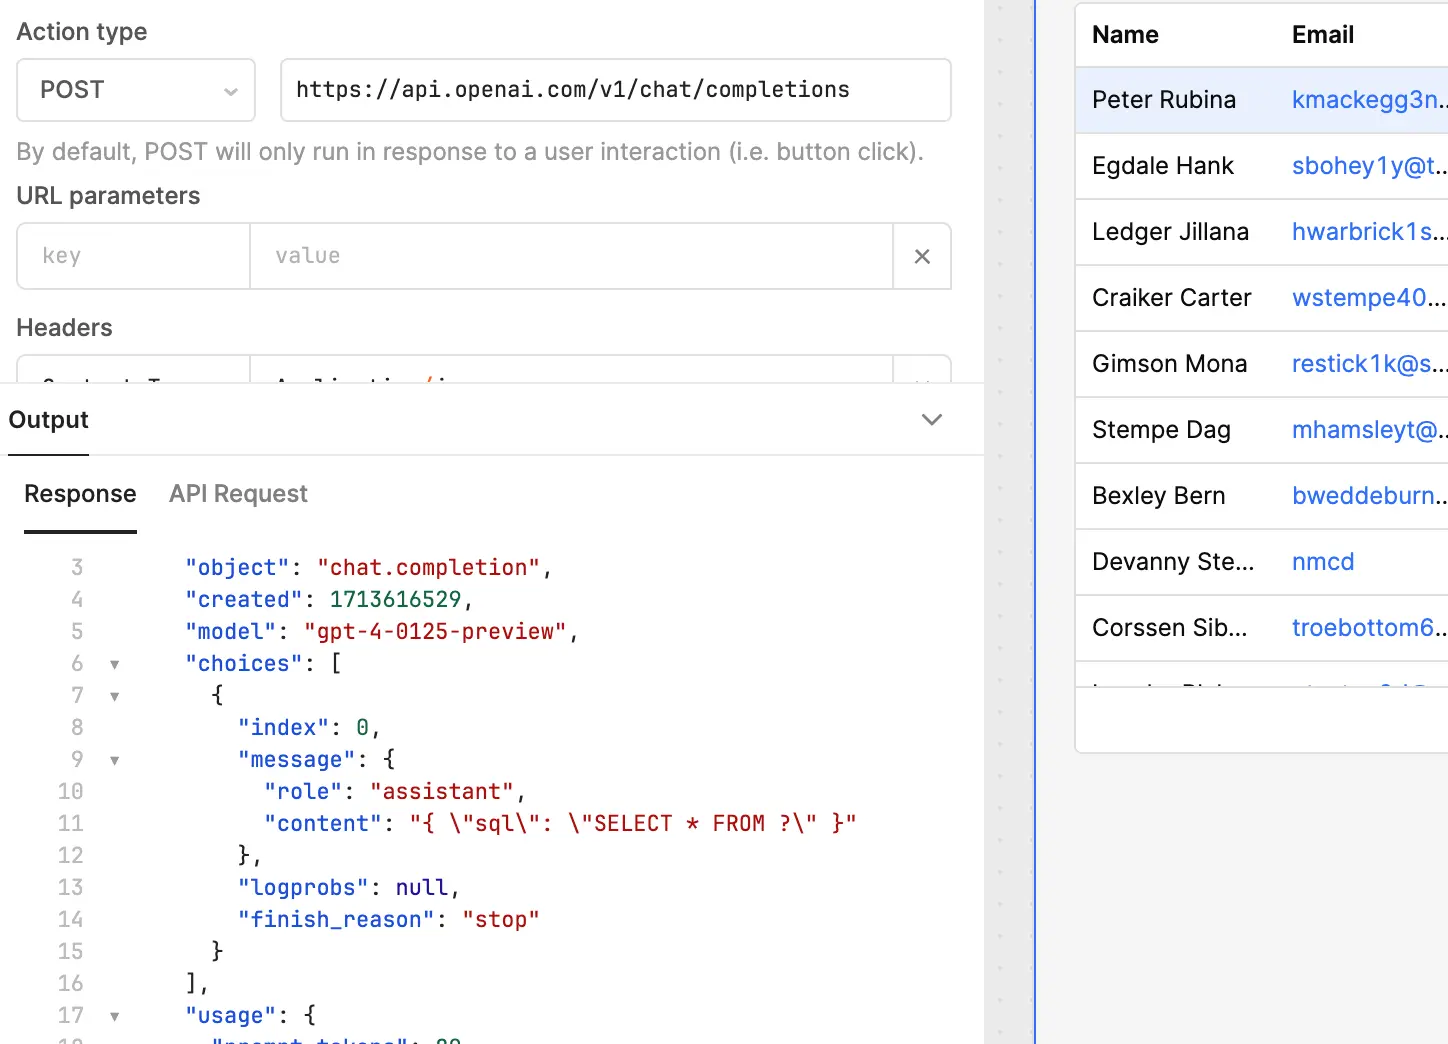 Action type
POST
https://api.openai.com/v1/chat/completions
By default, POST will only run in response to a user interaction (i.e. button click).
URL parameters
key
value
Headers
Output
Response
API Request
3 "object": "chat.completion",
4 "created": 1713616529,
5 "model": "gpt-4-0125-preview",
6 "choices": [
7 {
8 "index": 0,
9 "message": {
10 "role": "assistant",
11 "content": "{ \"sql\": \"SELECT * FROM ?\" }"
12 },
13 "logprobs": null,
14 "finish_reason": "stop"
15 }
16 ],
17 "usage": {
Name Email
Peter Rubina kmackegg3n...
Egdale Hank sbohey1y@t...
Ledger Jillana hwarbrick1s...
Craiker Carter wstempe40...
Gimson Mona restick1k@s...
Stempe Dag mhamsleyt@...
Bexley Bern bweddeburn...
Devanny Ste... nmcd
Corssen Sib... troebottom6...